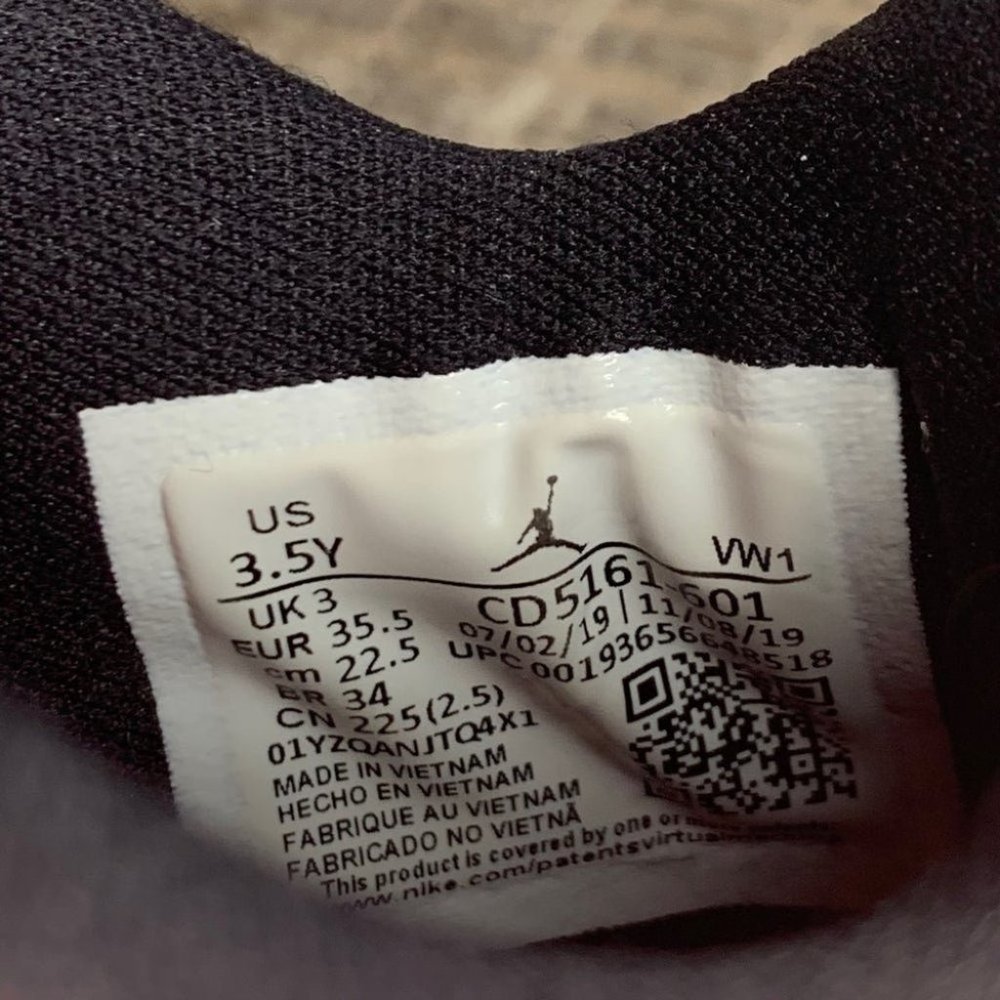 US
3.5Y
VW1
UK 3
EUR 35.5
cm 22.5
BR 34
CN 225(2.5)
01YZQANJTQ4X1
CD5161-601
07/02/19 | 11/08/19
UPC 00193656648518
MADE IN VIETNAM
HECHO EN VIETNAM
FABRIQUE AU VIETNAM
FABRICADO NO VIETNÃ
This product is covered by one or
www.nike.com/patents